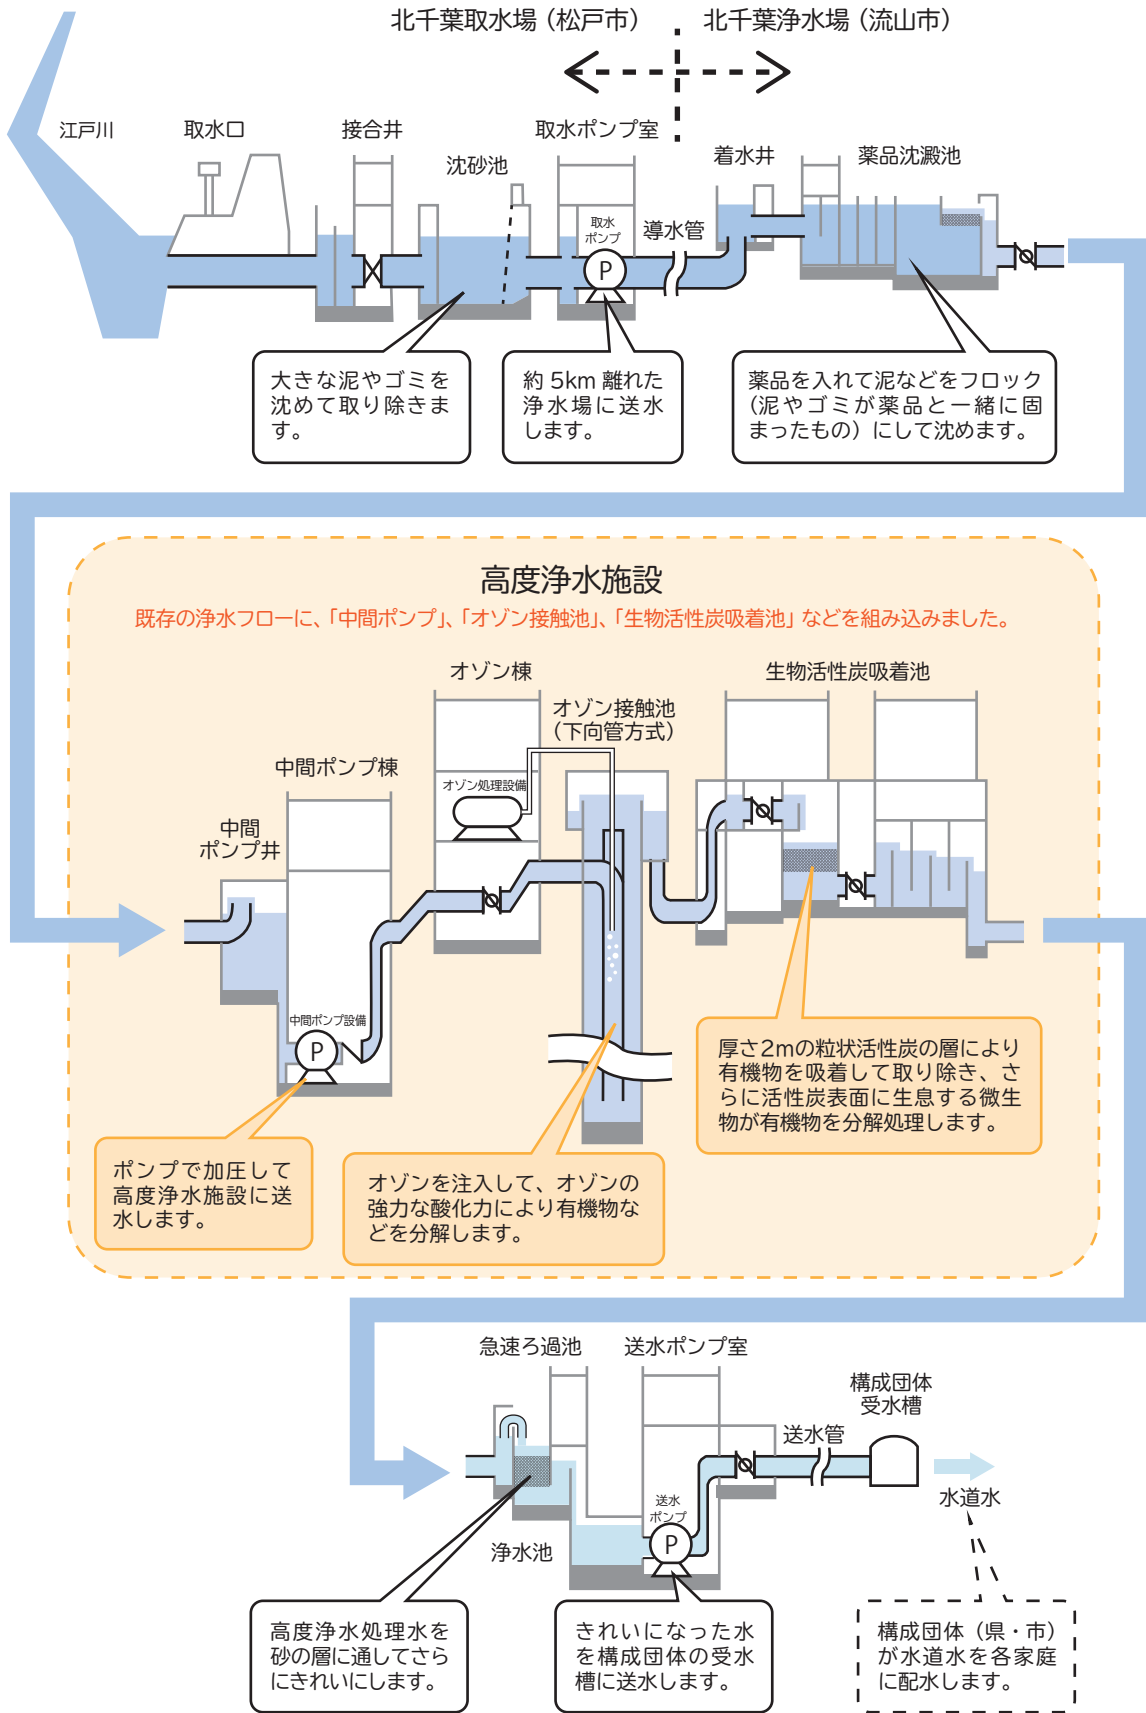 北千葉取水場（松戸市）
北千葉浄水場（流山市）
江戸川
取水口
接合井
沈砂池
取水ポンプ室
取水
ポンプ
P
導水管
着水井
薬品沈澱池
大きな泥やゴミを
沈めて取り除きま
す。
約 5km 離れた
浄水場に送水
します。
薬品を入れて泥などをフロック
（泥やゴミが薬品と一緒に固
まったもの）にして沈めます。
高度浄水施設
既存の浄水フローに、「中間ポンプ」、「オゾン接触池」、「生物活性炭吸着池」などを組み込みました。
オゾン棟
生物活性炭吸着池
オゾン接触池
（下向管方式）
中間ポンプ棟
オゾン処理設備
中間
ポンプ井
中間ポンプ設備
P
厚さ2mの粒状活性炭の層により
有機物を吸着して取り除き、さ
らに活性炭表面に生息する微生
物が有機物を分解処理します。
ポンプで加圧して
高度浄水施設に送
水します。
オゾンを注入して、オゾンの
強力な酸化力により有機物な
どを分解します。
急速ろ過池
送水ポンプ室
構成団体
受水槽
送水管
送水
ポンプ
P
水道水
浄水池
高度浄水処理水を
砂の層に通してさら
にきれいにします。
きれいになった水
を構成団体の受水
槽に送水します。
構成団体（県・市）
が水道水を各家庭
に配水します。